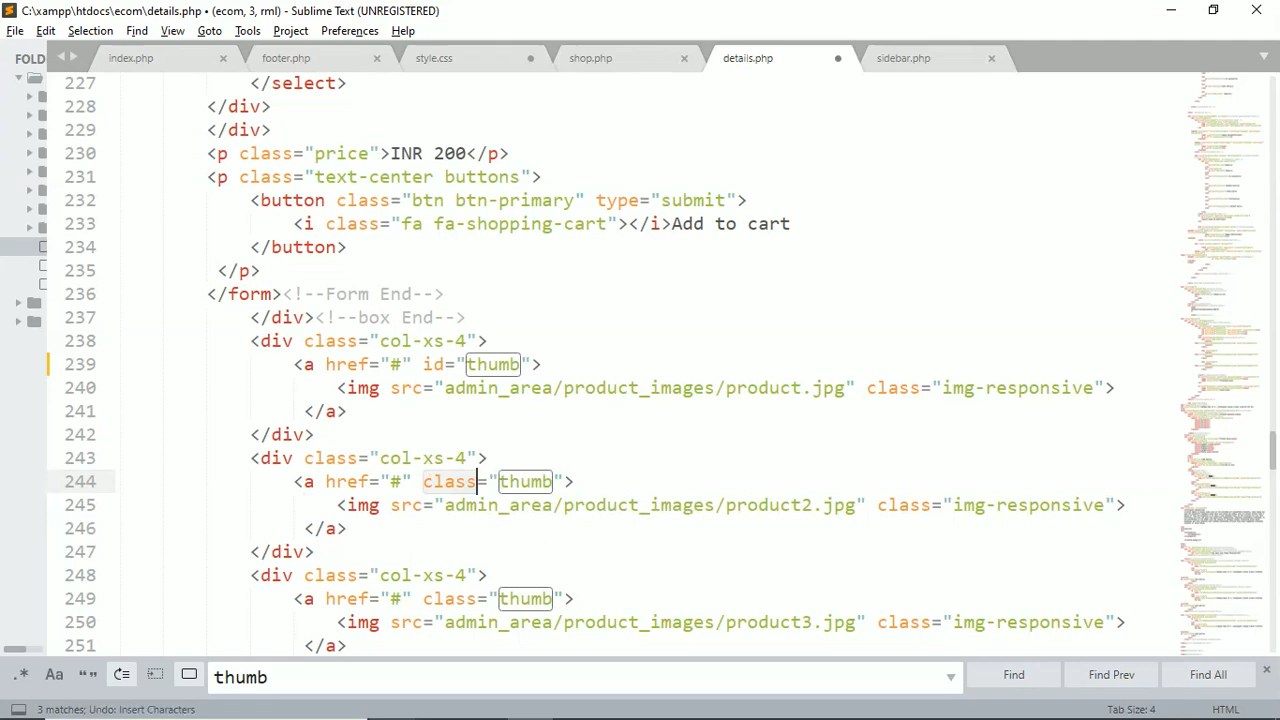 C:\xampp\htdocs\ecom\details.php • (ecom, 3, rml) - Sublime Text (UNREGISTERED)
File Edit Selection Find View Goto Tools Project Preferences Help
FOLD index.php footer.php style.css shop.php details.php sidebar.php
227 </select>
228 </div>
229 </div>
<p class="price">INR
231 <p class="text-center button">
232 <button class="btn btn-primary" type="submit">
233 <i class="fa fa-shopping-cart"></i>Add to cart
234 </button>
235 </p>
236 </form><!--Form End-->
237 </div><!--box End-->
<div class="col-xs-4">
<a href="#" id="thumb">
240 <img src="admin_area/product_images/product.jpg" class="img-responsive">
241 </a>
242 </div>
243 <div class="col-xs-4">
244 <a href="#" class="thumb">
245 <img src="admin_area/product_images/product2.jpg" class="img-responsive">
246 </a>
247 </div>
248 <div class="col-xs-4">
249 <a href="#" class="thumb">
250 <img src="admin_area/product_images/product3.jpg" class="img-responsive">
251 </a>
.* Aa thumb Find Find Prev Find All
3 matches; Undo: Insert Characters Tab Size: 4 HTML